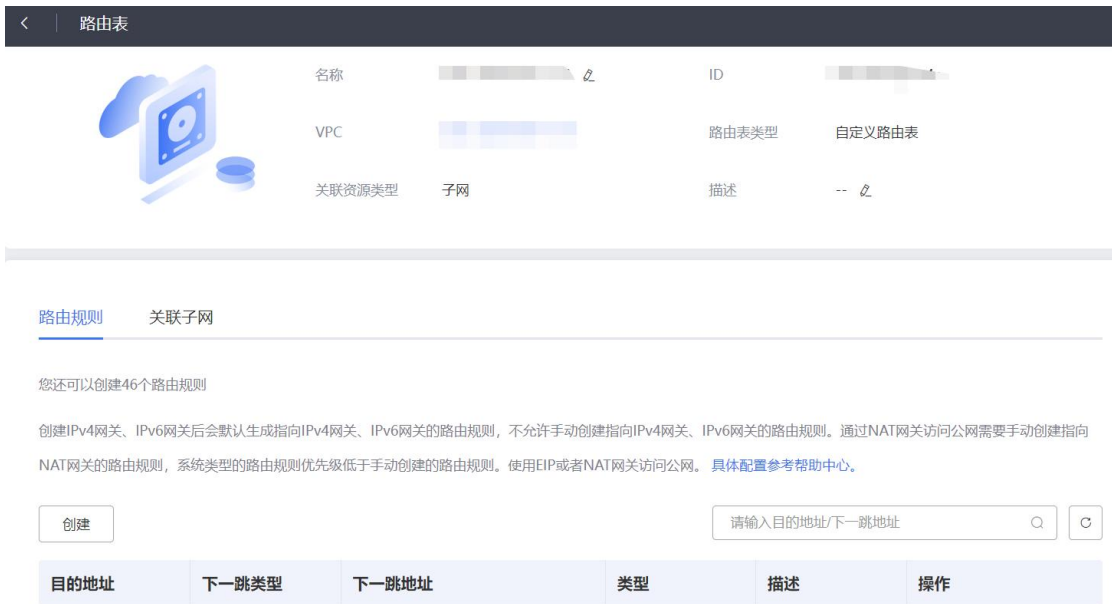 路由表
名称
ID
VPC
路由表类型 自定义路由表
关联资源类型 子网
描述 --
路由规则 关联子网
您还可以创建46个路由规则
创建IPv4网关、IPv6网关后会默认生成指向IPv4网关、IPv6网关的路由规则，不允许手动创建指向IPv4网关、IPv6网关的路由规则。通过NAT网关访问公网需要手动创建指向
NAT网关的路由规则，系统类型的路由规则优先级低于手动创建的路由规则。使用EIP或者NAT网关访问公网。 具体配置参考帮助中心。
创建 请输入目的地址/下一跳地址
目的地址 下一跳类型 下一跳地址 类型 描述 操作